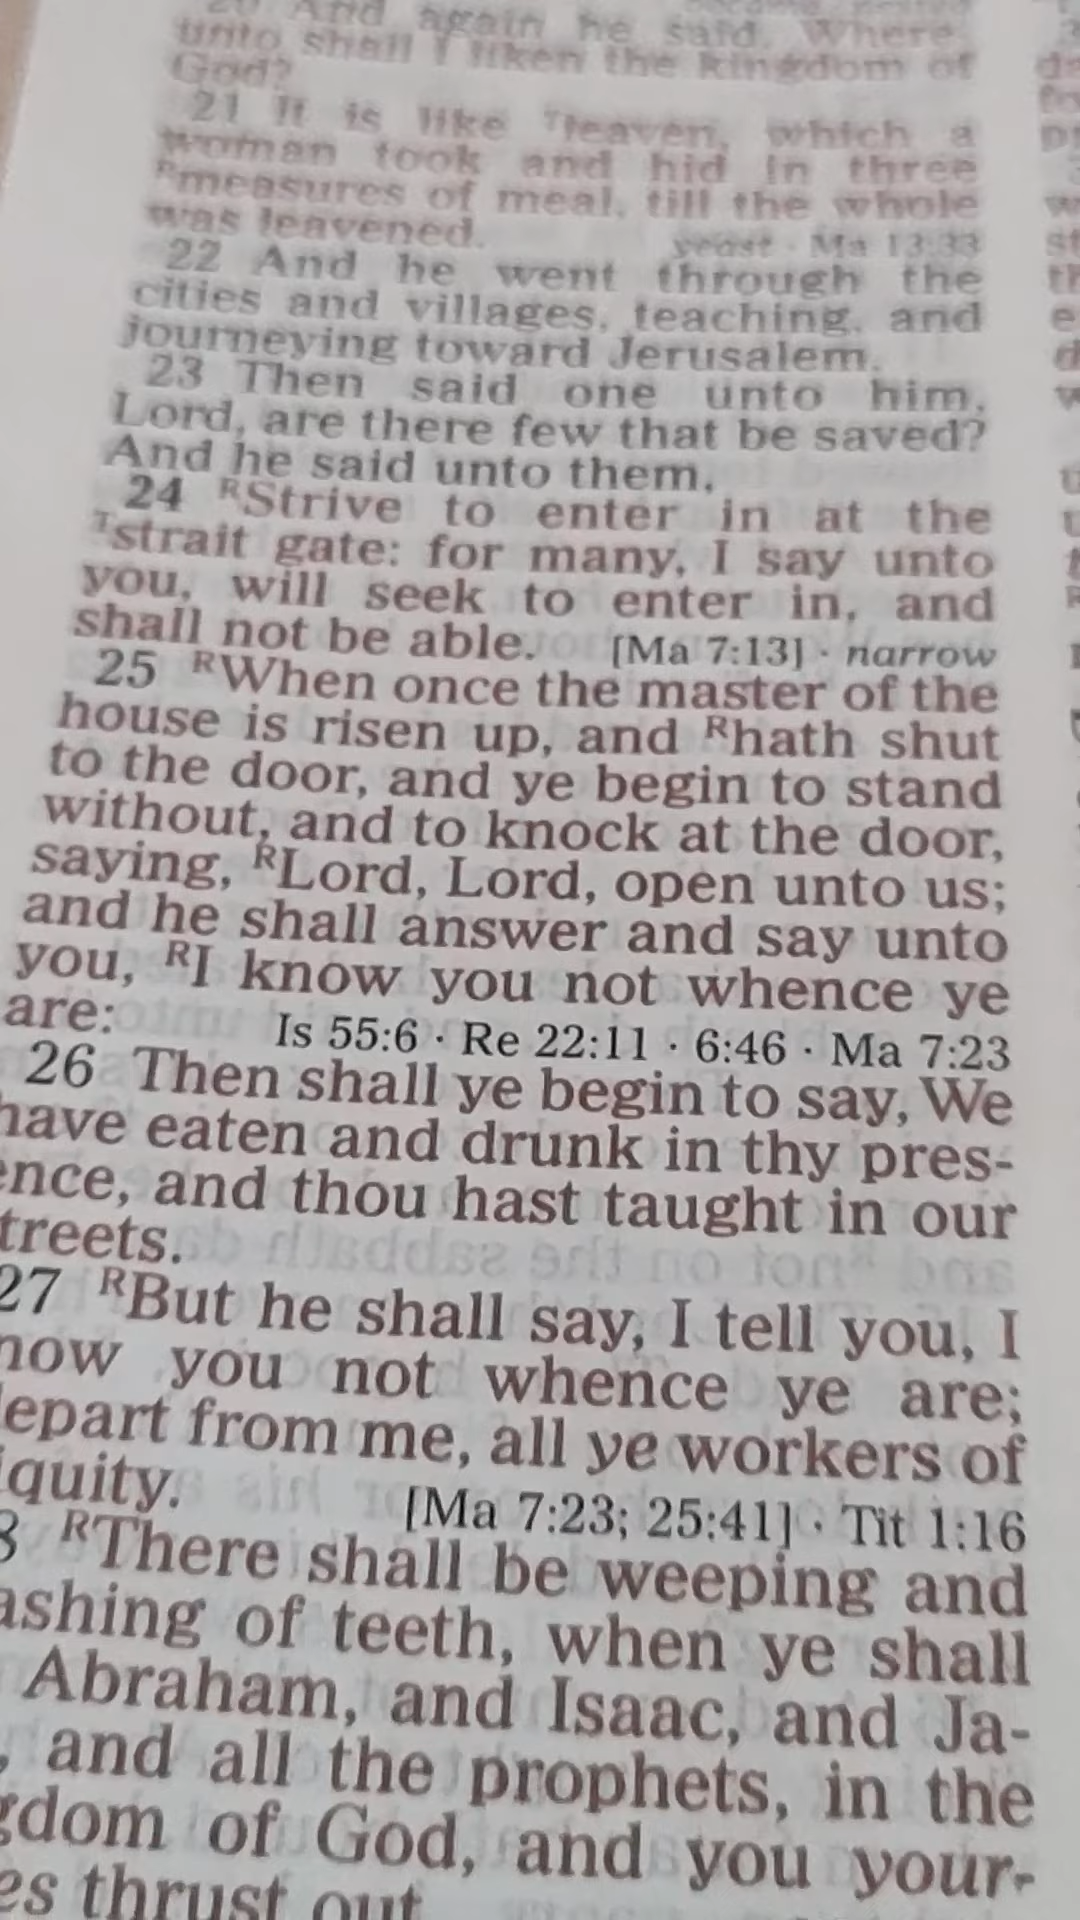 20 And again he said, Where-
unto shall I liken the kingdom of
God?
21 It is like ᵀleaven, which a
woman took and hid in three
ᴿmeasures of meal, till the whole
was leavened. yeast · Ma 13:33
22 And he went through the
cities and villages, teaching, and
journeying toward Jerusalem.
23 Then said one unto him,
Lord, are there few that be saved?
And he said unto them,
24 ᴿStrive to enter in at the
ᵀstrait gate: for many, I say unto
you, will seek to enter in, and
shall not be able. [Ma 7:13] · narrow
25 ᴿWhen once the master of the
house is risen up, and ᴿhath shut
to the door, and ye begin to stand
without, and to knock at the door,
saying, ᴿLord, Lord, open unto us;
and he shall answer and say unto
you, ᴿI know you not whence ye
are: Is 55:6 · Re 22:11 · 6:46 · Ma 7:23
26 Then shall ye begin to say, We
have eaten and drunk in thy pres-
ence, and thou hast taught in our
treets.
27 ᴿBut he shall say, I tell you, I
now you not whence ye are;
depart from me, all ye workers of
iquity. [Ma 7:23; 25:41] · Tit 1:16
8 ᴿThere shall be weeping and
ashing of teeth, when ye shall
Abraham, and Isaac, and Ja-
, and all the prophets, in the
gdom of God, and you your-
es thrust out